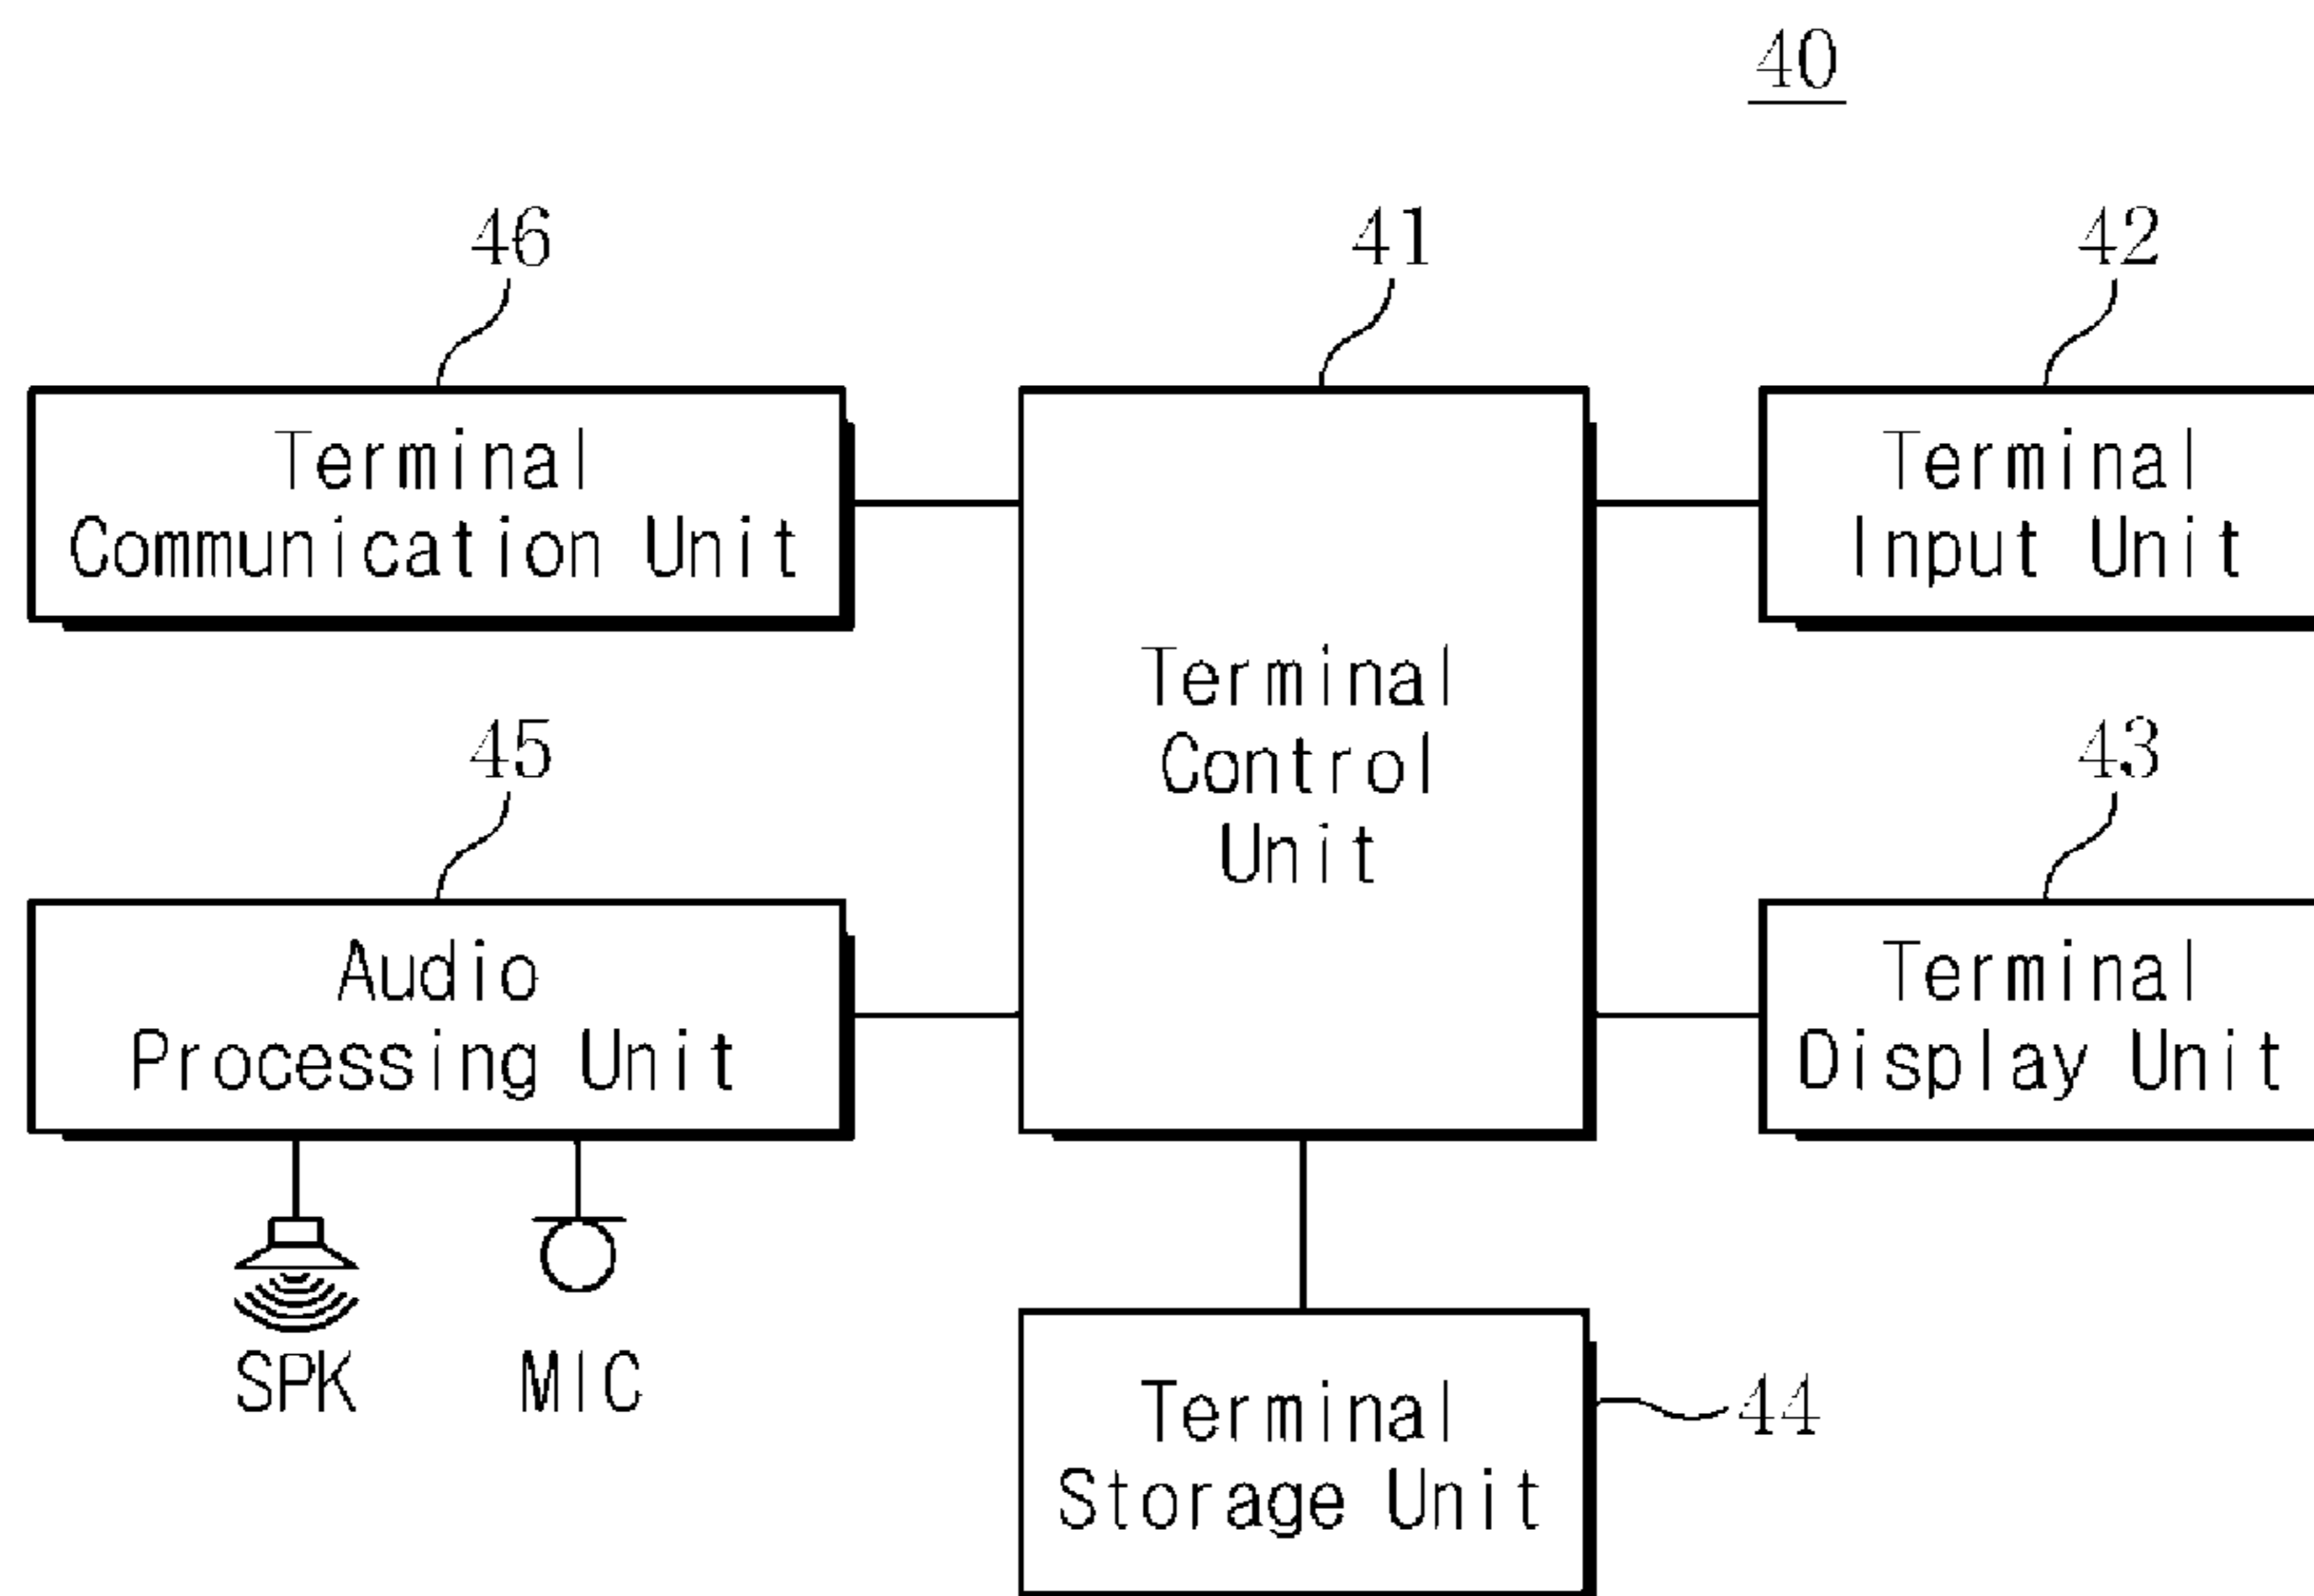 40
46
41
42
Terminal
Communication Unit
Terminal
Control
Unit
Terminal
Input Unit
45
43
Audio
Processing Unit
Terminal
Display Unit
SPK
MIC
Terminal
Storage Unit
44